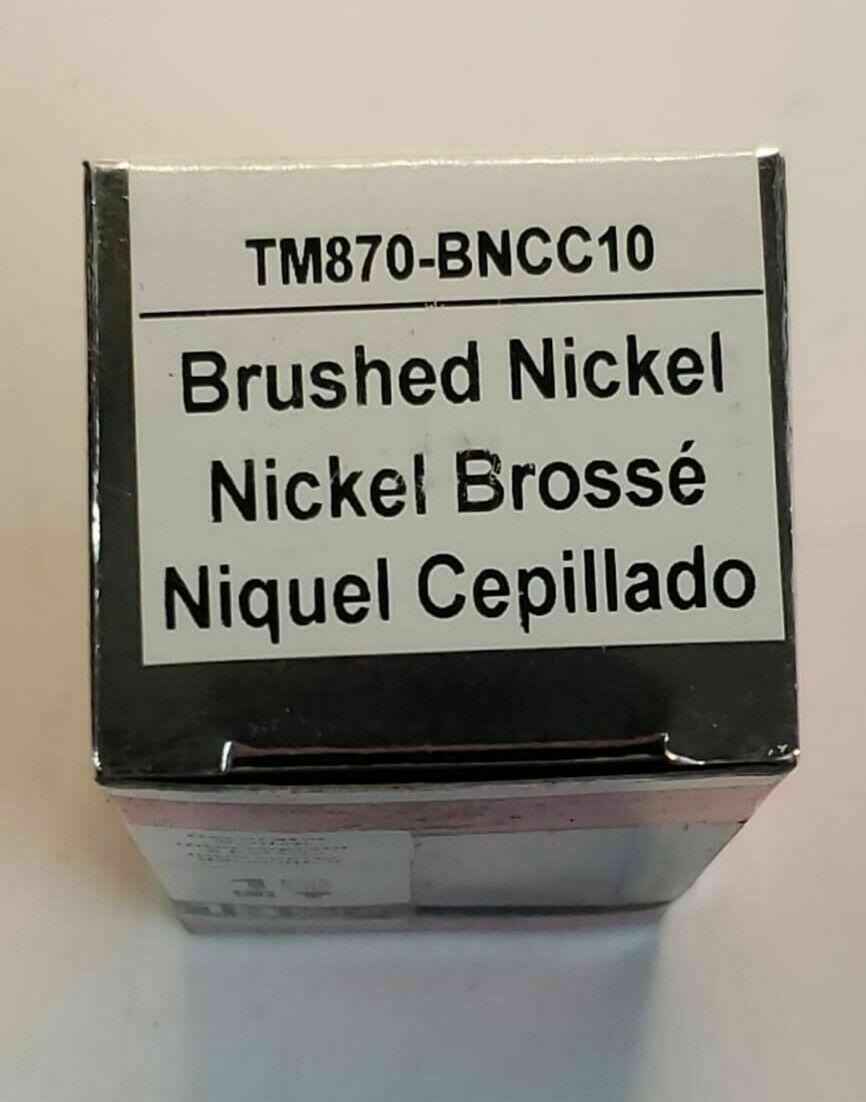 TM870-BNCC10
Brushed Nickel
Nickel Brossé
Niquel Cepillado